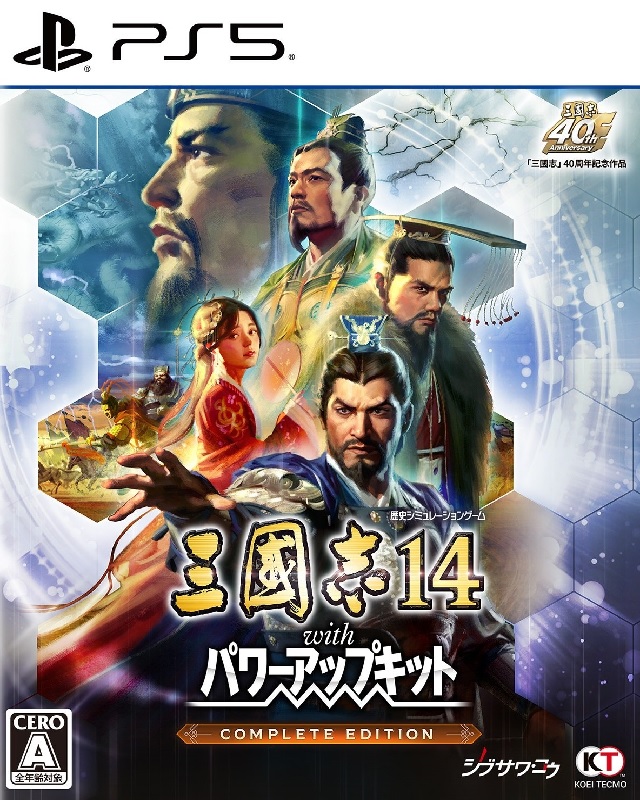 PS5
三國志
40th
Anniversary
「三國志」40周年記念作品
歴史シミュレーションゲーム
三國志14
with
パワーアップキット
COMPLETE EDITION
CERO
A
全年齢対象
シブサワ・コウ
KT
KOEI TECMO